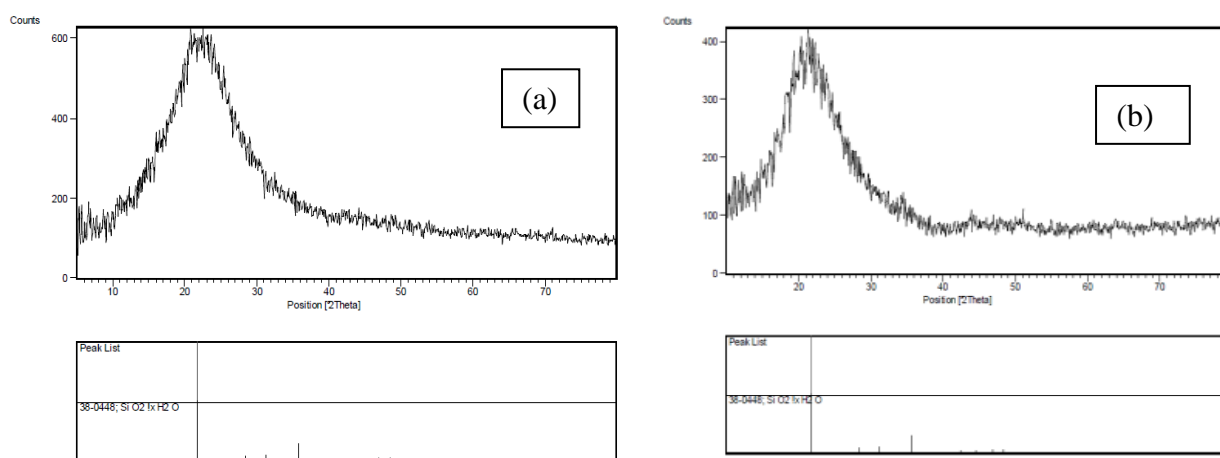 Counts
600
400
200
0
10 20 30 40 50 60 70
Position [°2Theta]
(a)
Peak List
38-0448; Si O2 !x H2 O
Counts
400
300
200
100
0
20 30 40 50 60 70
Position [°2Theta]
(b)
Peak List
38-0448; Si O2 !x H2 O